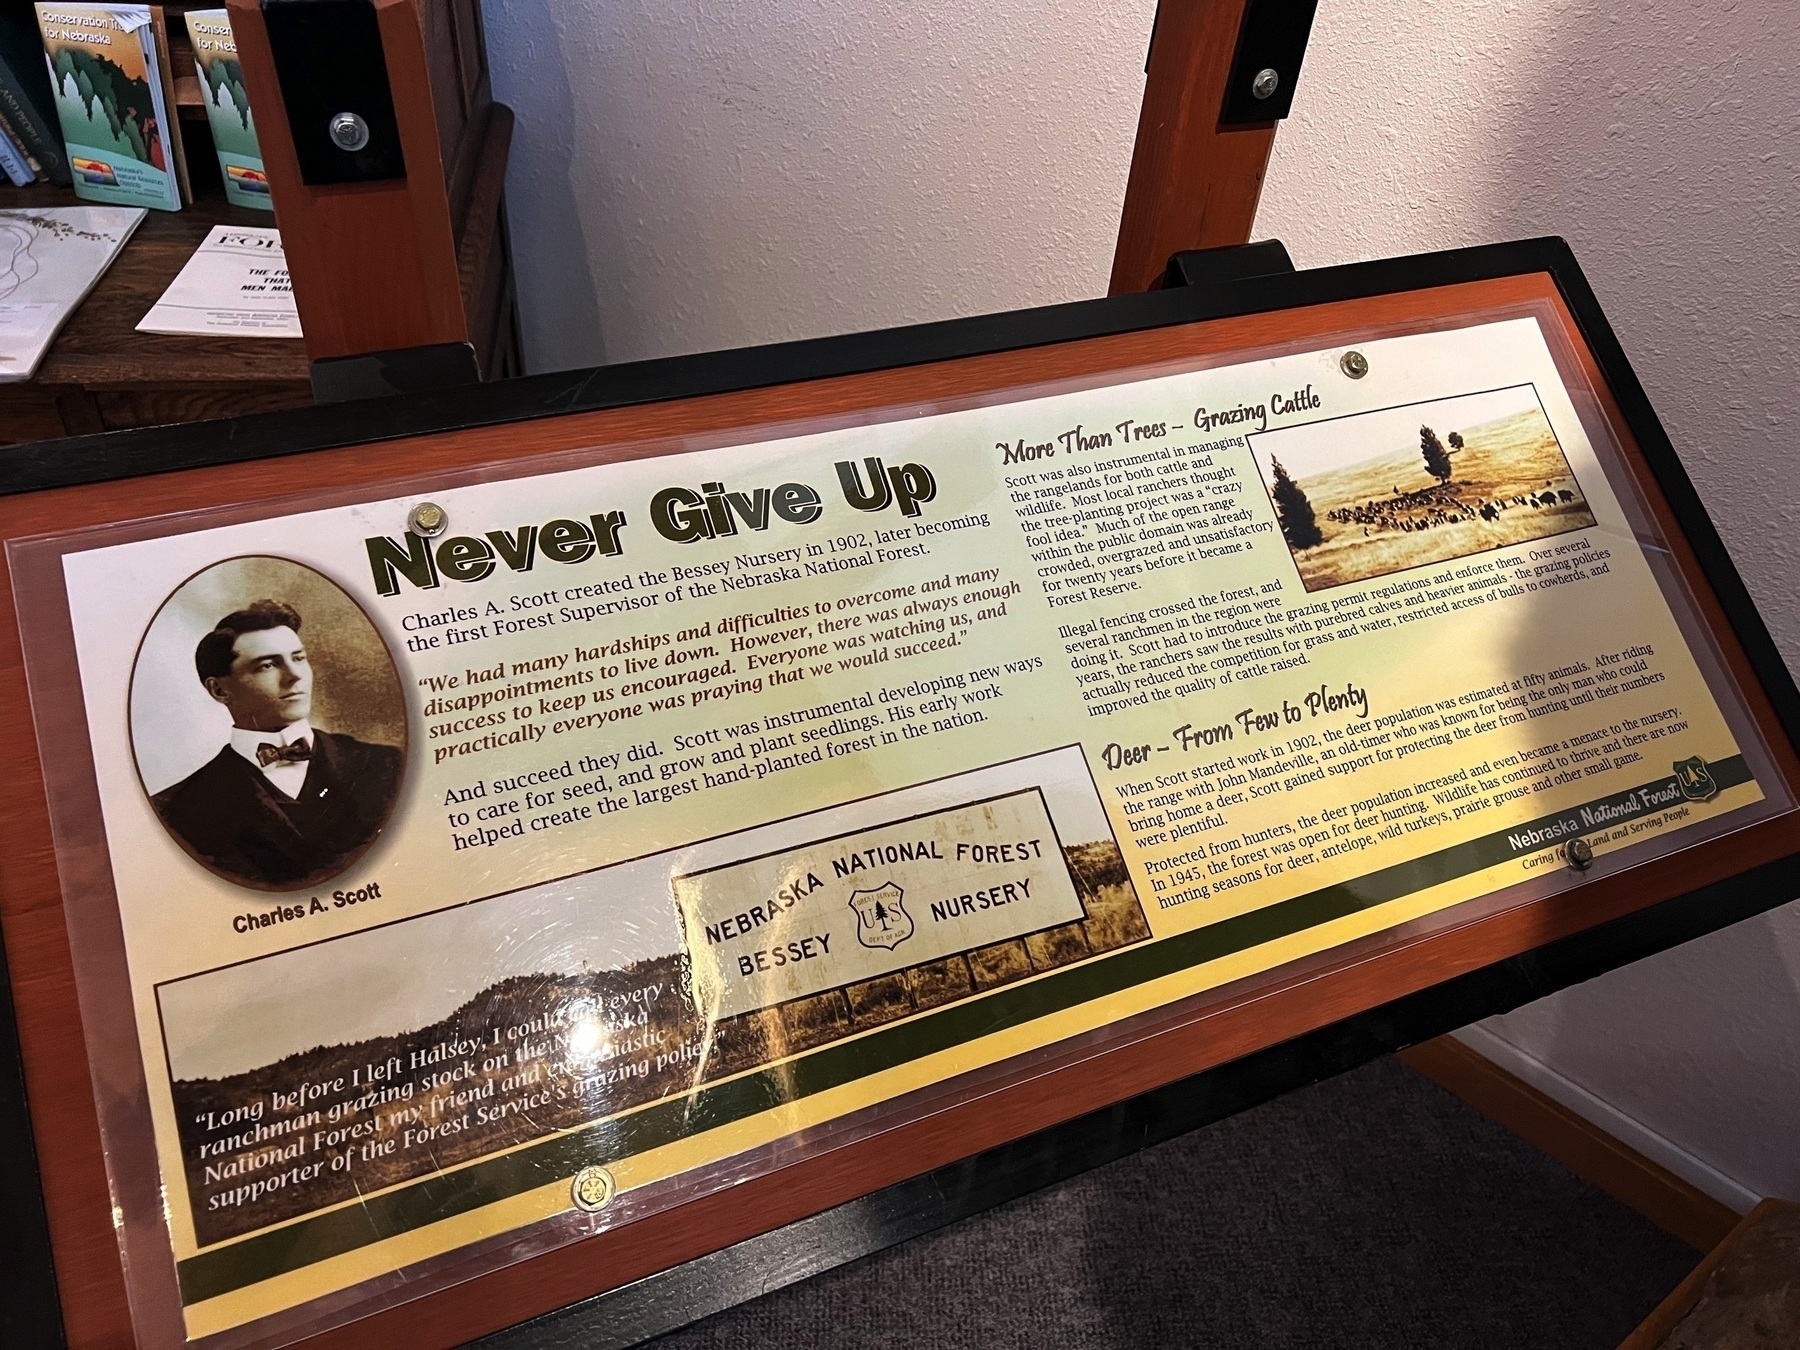 Conservation
for Nebraska
Nebraska's
Natural Resources
Districts
AND PEOPLE
THE
THAT
MEN
Never Give Up
Charles A. Scott created the Bessey Nursery in 1902, later becoming
the first Forest Supervisor of the Nebraska National Forest.
“We had many hardships and difficulties to overcome and many
disappointments to live down. However, there was always enough
success to keep us encouraged. Everyone was watching us, and
practically everyone was praying that we would succeed.”
And succeed they did. Scott was instrumental developing new ways
to care for seed, and grow and plant seedlings. His early work
helped create the largest hand-planted forest in the nation.
Charles A. Scott
NEBRASKA NATIONAL FOREST
BESSEY NURSERY
FOREST SERVICE
US
DEPT OF AGR
“Long before I left Halsey, I could every
ranchman grazing stock on the
National Forest my friend and
supporter of the Forest Service's grazing policy.”
More Than Trees – Grazing Cattle
Scott was also instrumental in managing
the rangelands for both cattle and
wildlife. Most local ranchers thought
the tree-planting project was a “crazy
fool idea.” Much of the open range
within the public domain was already
crowded, overgrazed and unsatisfactory
for twenty years before it became a
Forest Reserve.
Illegal fencing crossed the forest, and
several ranchmen in the region were
doing it. Scott had to introduce the grazing permit regulations and enforce them. Over several
years, the ranchers saw the results with purebred calves and heavier animals - the grazing policies
actually reduced the competition for grass and water, restricted access of bulls to cowherds, and
improved the quality of cattle raised.
Deer – From Few to Plenty
When Scott started work in 1902, the deer population was estimated at fifty animals. After riding
the range with John Mandeville, an old-timer who was known for being the only man who could
bring home a deer, Scott gained support for protecting the deer from hunting until their numbers
were plentiful.
Protected from hunters, the deer population increased and even became a menace to the nursery.
In 1945, the forest was open for deer hunting. Wildlife has continued to thrive and there are now
hunting seasons for deer, antelope, wild turkeys, prairie grouse and other small game.
Nebraska National Forest
US
Caring Land and Serving People